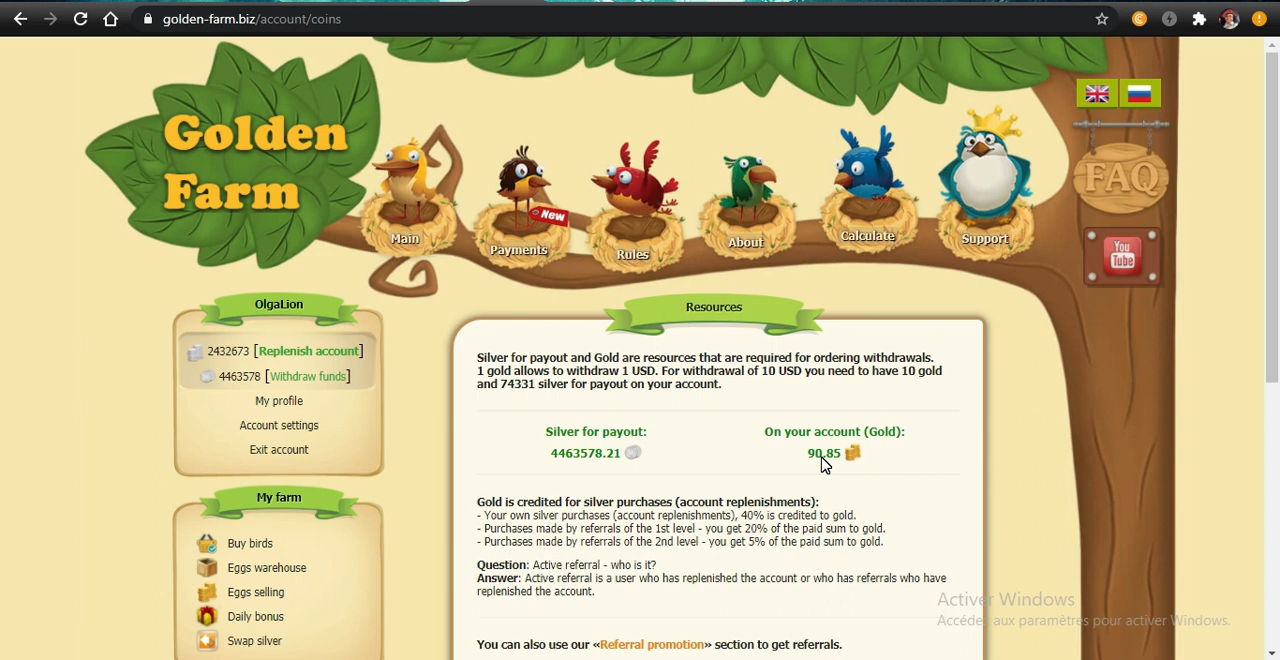 golden-farm.biz/account/coins
Golden
Farm
Main
Payments
New
Rules
About
Calculate
Support
FAQ
You
Tube
OlgaLion
2432673 [Replenish account]
4463578 [Withdraw funds]
My profile
Account settings
Exit account
My farm
Buy birds
Eggs warehouse
Eggs selling
Daily bonus
Swap silver
Resources
Silver for payout and Gold are resources that are required for ordering withdrawals.
1 gold allows to withdraw 1 USD. For withdrawal of 10 USD you need to have 10 gold
and 74331 silver for payout on your account.
Silver for payout:
4463578.21
On your account (Gold):
90.85
Gold is credited for silver purchases (account replenishments):
- Your own silver purchases (account replenishments), 40% is credited to gold.
- Purchases made by referrals of the 1st level - you get 20% of the paid sum to gold.
- Purchases made by referrals of the 2nd level - you get 5% of the paid sum to gold.
Question: Active referral - who is it?
Answer: Active referral is a user who has replenished the account or who has referrals who have
replenished the account.
You can also use our «Referral promotion» section to get referrals.
Activer Windows
Accédez aux paramètres pour activer Windows.